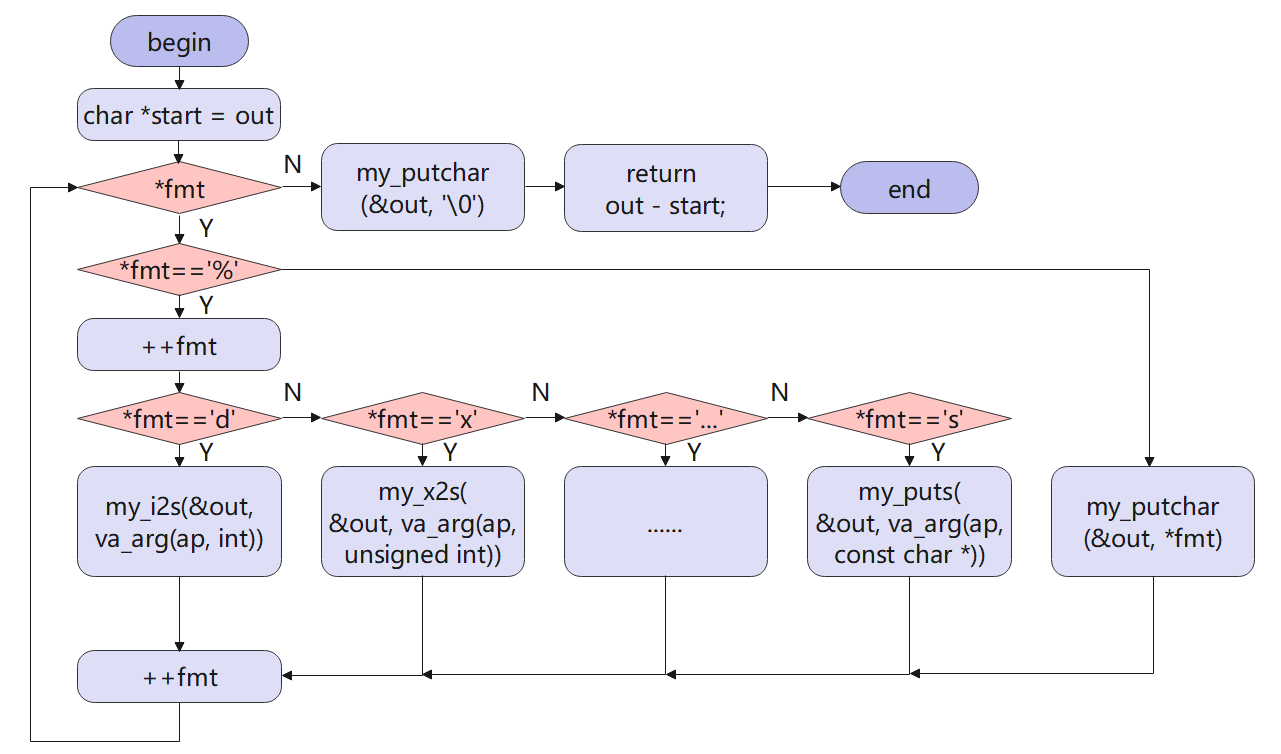 begin
char *start = out
*fmt
N
my_putchar
(&out, '\0')
return
out - start;
end
Y
*fmt=='%'
Y
++fmt
*fmt=='d'
N
*fmt=='x'
N
*fmt=='...'
N
*fmt=='s'
Y
Y
Y
Y
my_i2s(&out,
va_arg(ap, int))
my_x2s(
&out, va_arg(ap,
unsigned int))
......
my_puts(
&out, va_arg(ap,
const char *))
my_putchar
(&out, *fmt)
++fmt